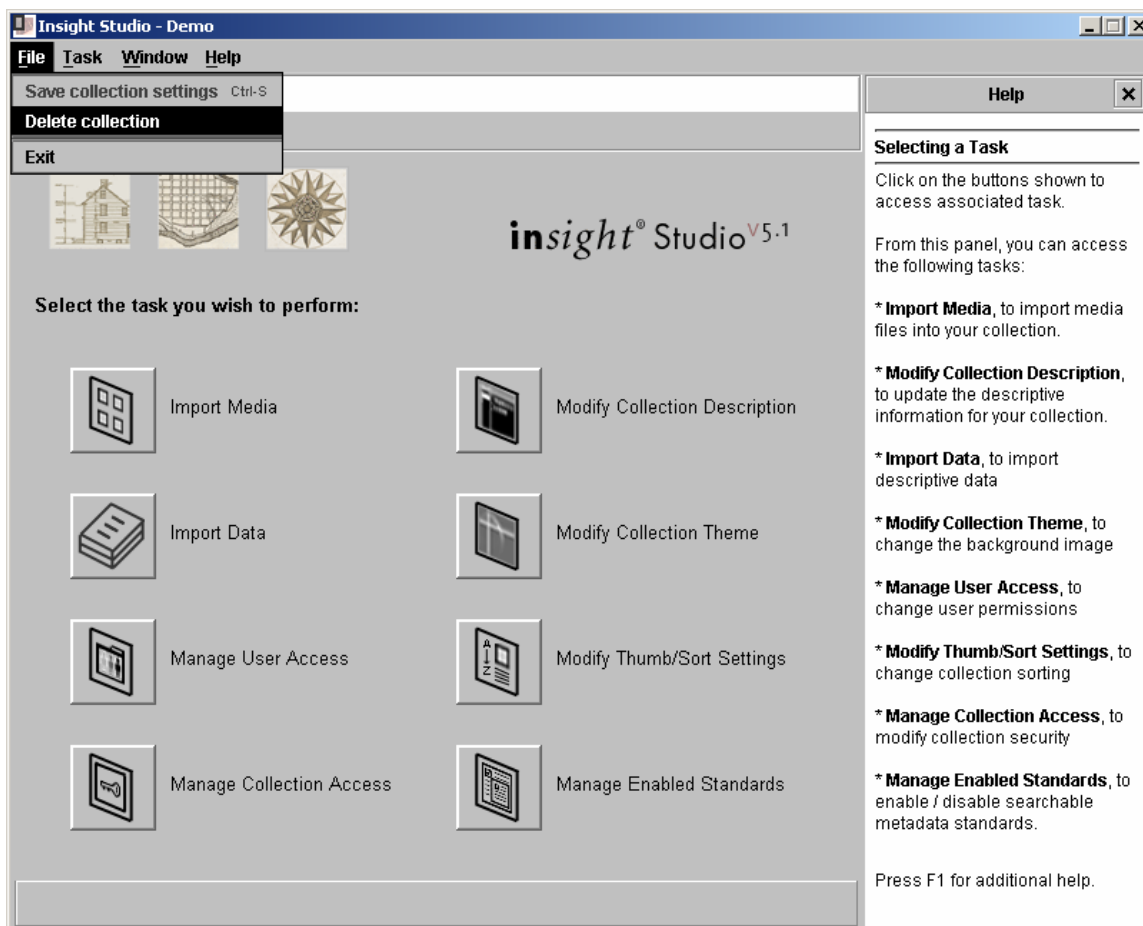 Insight Studio - Demo
File Task Window Help
Save collection settings Ctrl-S
Delete collection
Exit
insight® Studio V5.1
Select the task you wish to perform:
Import Media
Modify Collection Description
Import Data
Modify Collection Theme
Manage User Access
Modify Thumb/Sort Settings
Manage Collection Access
Manage Enabled Standards
Help
Selecting a Task
Click on the buttons shown to
access associated task.
From this panel, you can access
the following tasks:
* Import Media, to import media
files into your collection.
* Modify Collection Description,
to update the descriptive
information for your collection.
* Import Data, to import
descriptive data
* Modify Collection Theme, to
change the background image
* Manage User Access, to
change user permissions
* Modify Thumb/Sort Settings, to
change collection sorting
* Manage Collection Access, to
modify collection security
* Manage Enabled Standards, to
enable / disable searchable
metadata standards.
Press F1 for additional help.